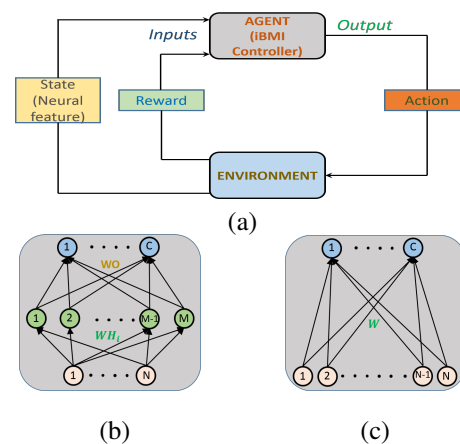 AGENT
(iBMI
Controller)
Inputs
Output
State
(Neural
feature)
Reward
Action
ENVIRONMENT
(a)
1 . . . . . C
WO
1 2 . . . . . M-1 M
WH_i
1 . . . . . N
(b)
1 . . . . . C
W
1 2 . . . . . . N-1 N
(c)